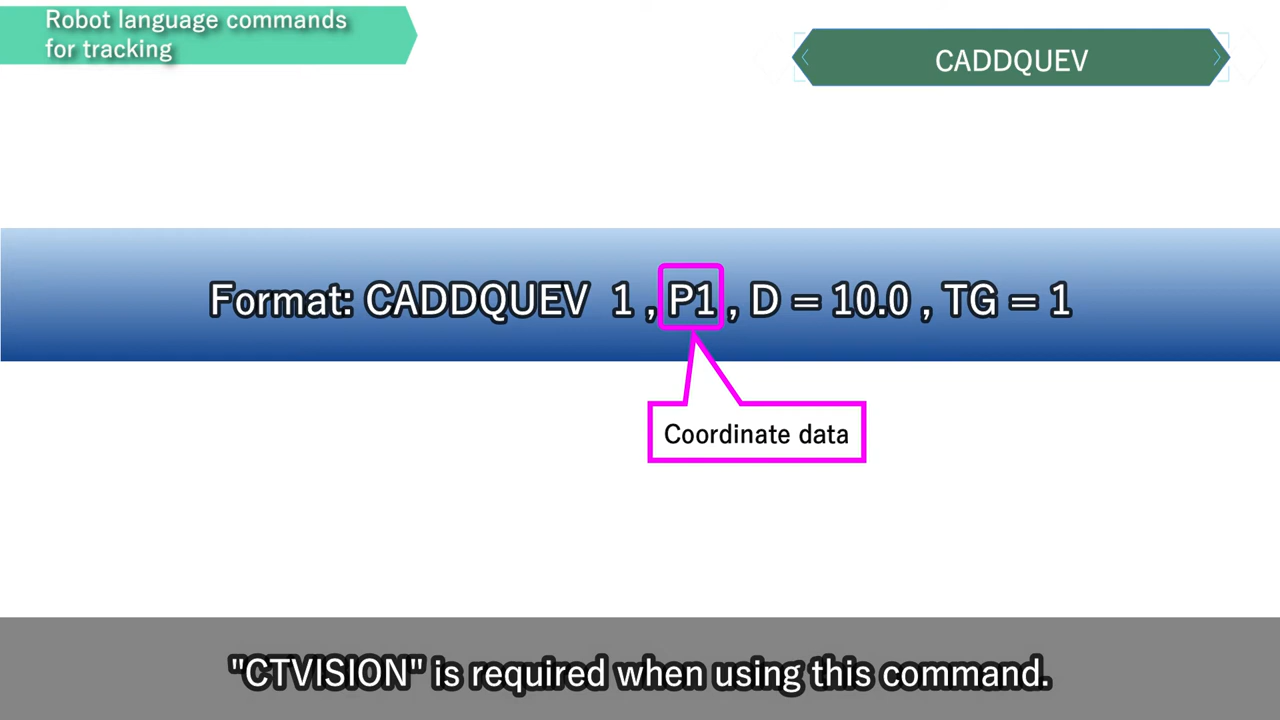 Robot language commands
for tracking
CADDQUEV
Format: CADDQUEV 1 , P1 , D = 10.0 , TG = 1
Coordinate data
"CTVISION" is required when using this command.